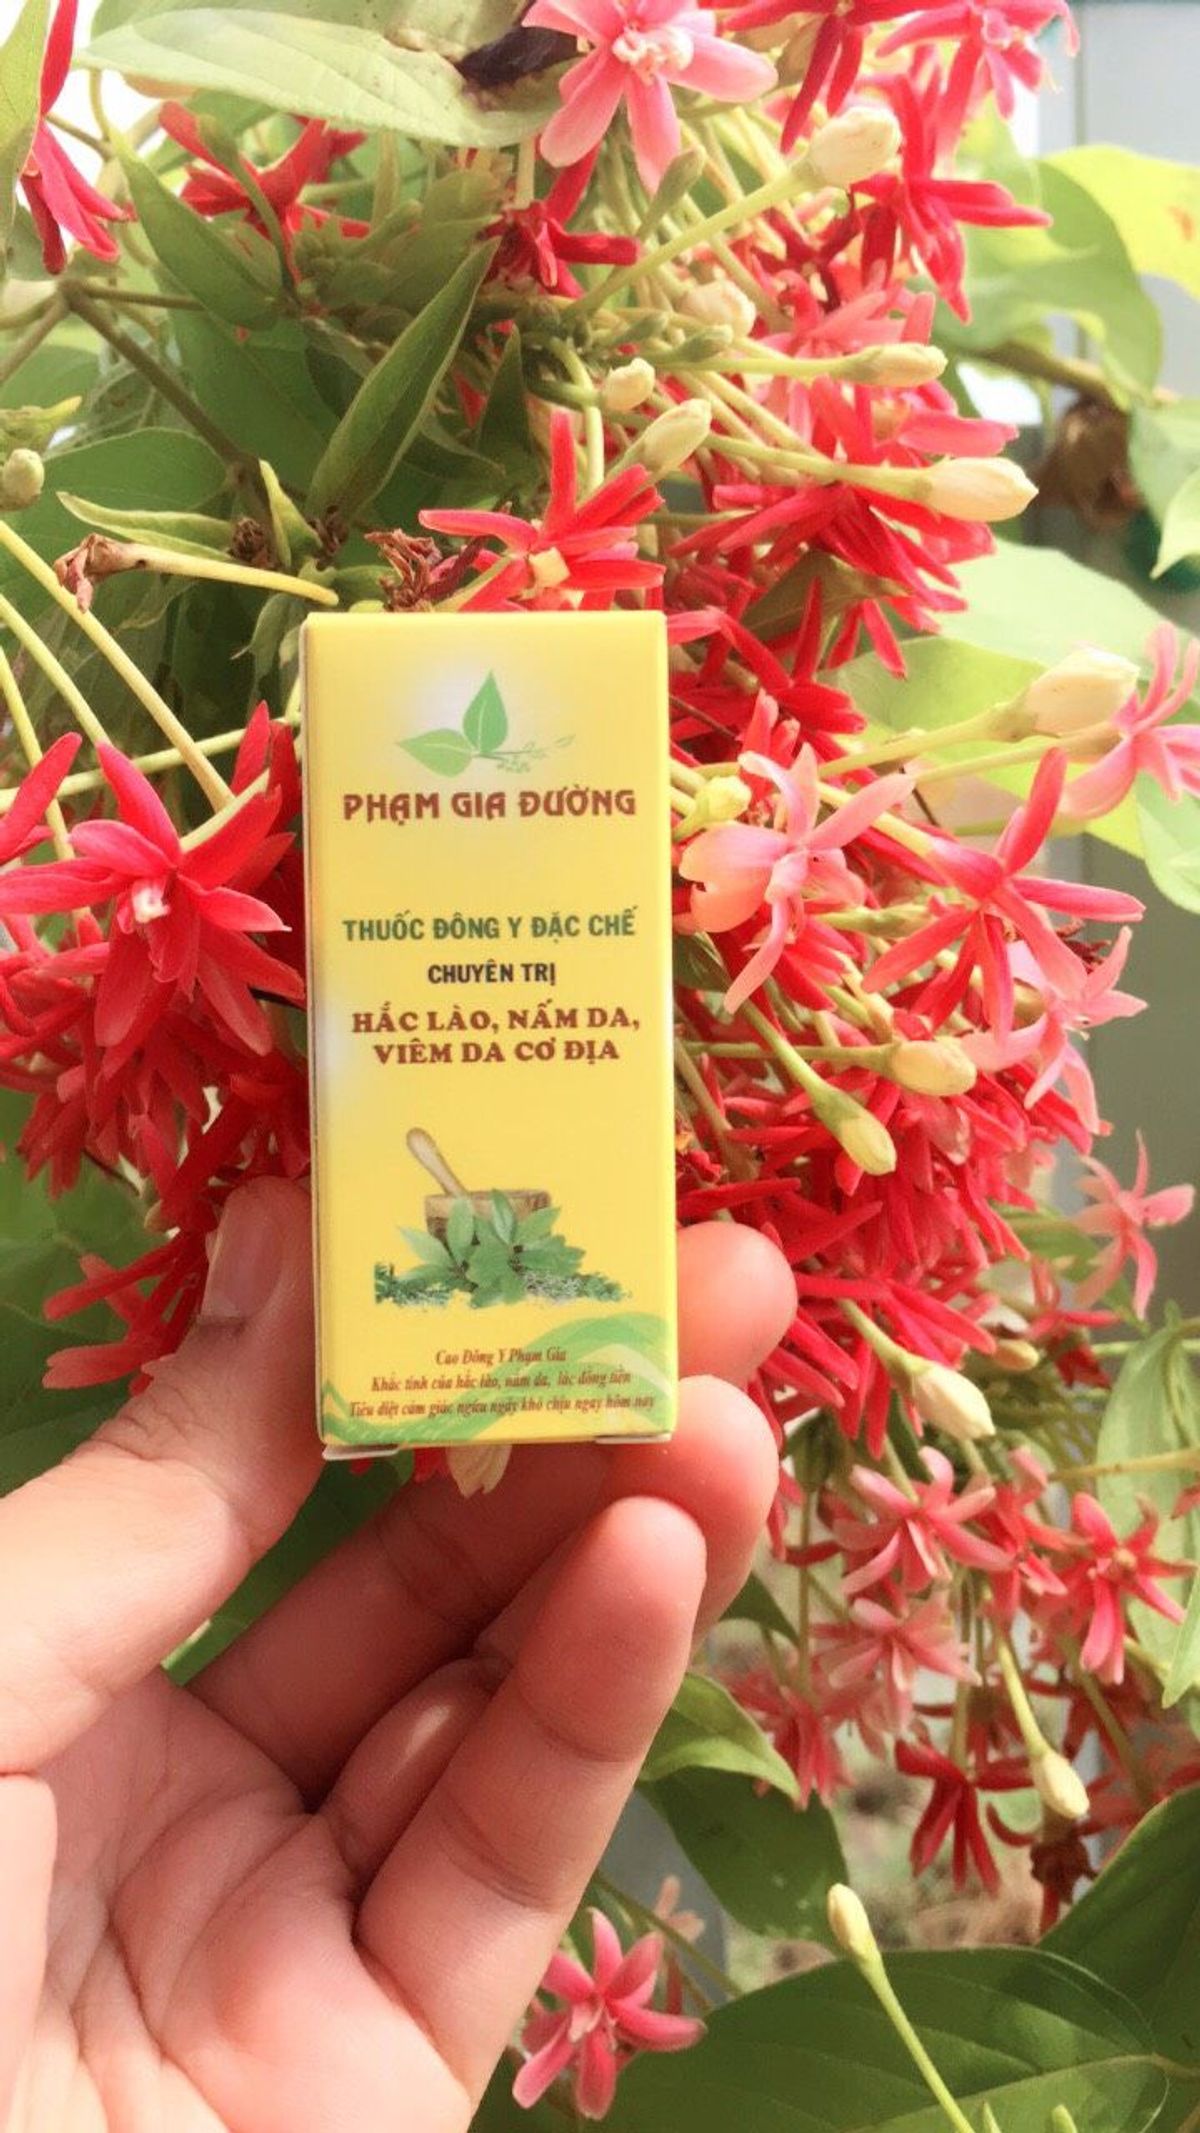 PHẠM GIA ĐƯỜNG
THUỐC ĐÔNG Y ĐẶC CHẾ
CHUYÊN TRỊ
HẮC LÀO, NẤM DA,
VIÊM DA CƠ ĐỊA
Cao Đông Y Phạm Gia
Khắc tinh của hắc lào, nấm da, lác đồng tiền
Tiêu diệt cảm giác ngứa ngáy khó chịu ngay hôm nay